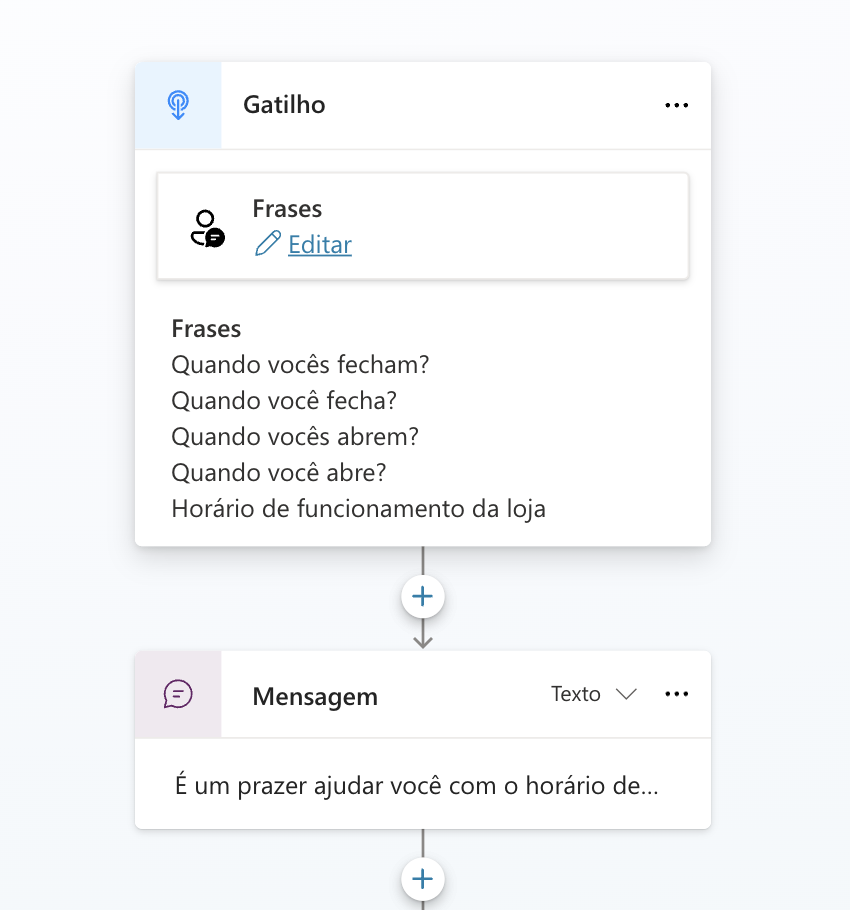 Gatilho
Frases
Editar
Frases
Quando vocês fecham?
Quando você fecha?
Quando vocês abrem?
Quando você abre?
Horário de funcionamento da loja
Mensagem
Texto
É um prazer ajudar você com o horário de...